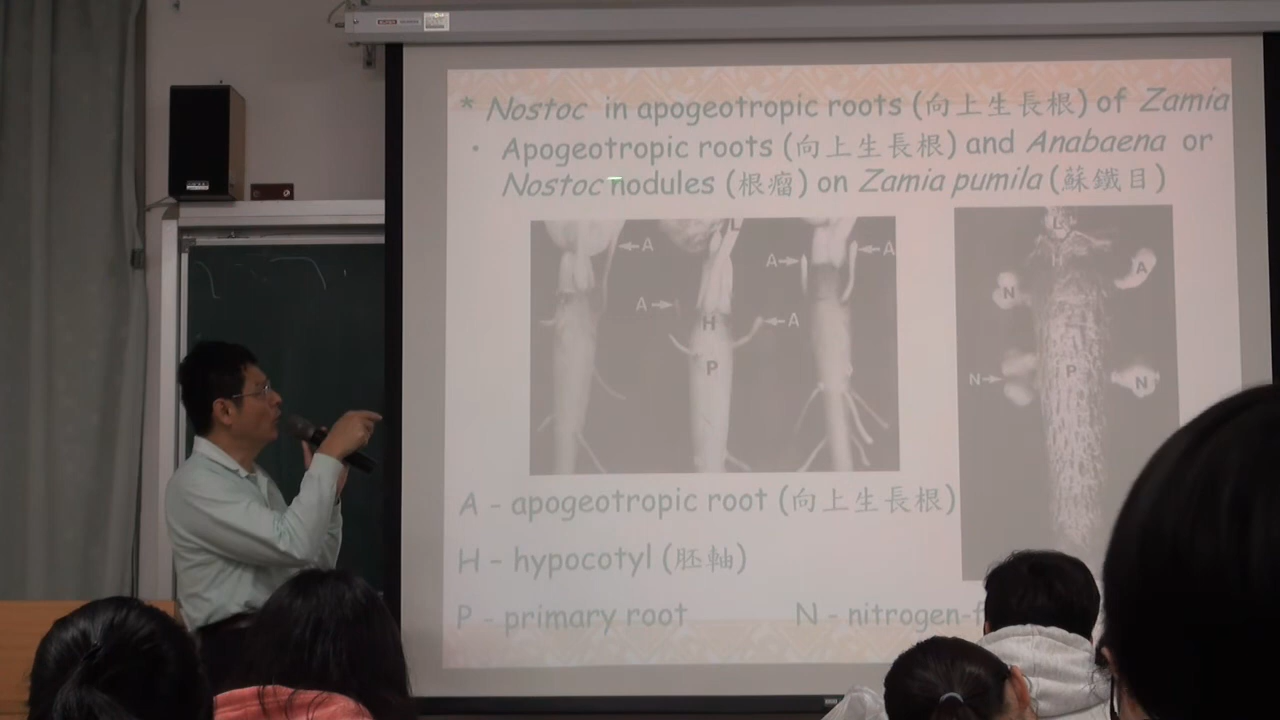 * Nostoc in apogeotropic roots (向上生長根) of Zamia
• Apogeotropic roots (向上生長根) and Anabaena or
Nostoc nodules (根瘤) on Zamia pumila (蘇鐵目)
A
L
A
A
A
H
A
P
L
A
N
P
N
N
A - apogeotropic root (向上生長根)
H - hypocotyl (胚軸)
P - primary root N - nitrogen-f